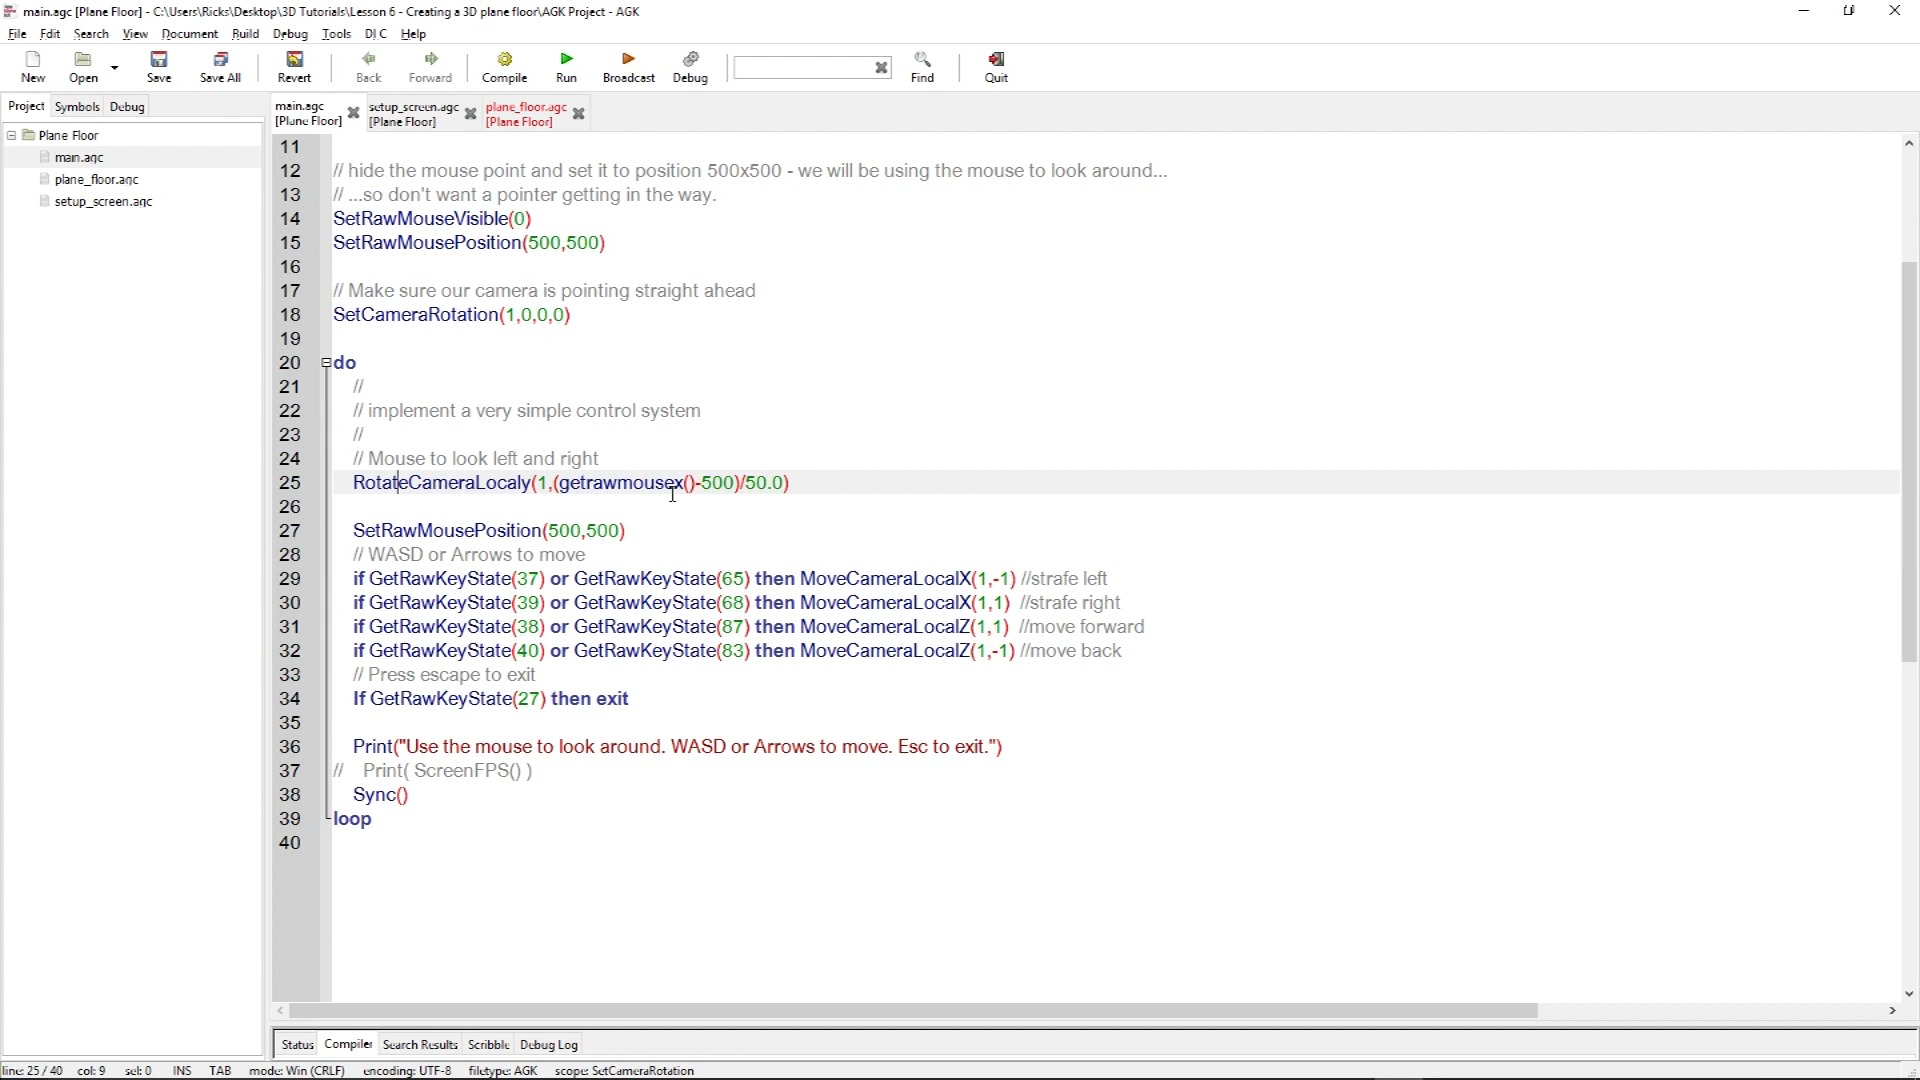 main.agc [Plane Floor] - C:\Users\Ricks\Desktop\3D Tutorials\Lesson 6 - Creating a 3D plane floor\AGK Project - AGK
File Edit Search View Document Build Debug Tools DLC Help
New Open Save Save All Revert Back Forward Compile Run Broadcast Debug Find Quit
Project Symbols Debug
main.agc [Plane Floor]
setup_screen.agc [Plane Floor]
plane_floor.agc [Plane Floor]
Plane Floor
main.agc
plane_floor.agc
setup_screen.agc
11
12 // hide the mouse point and set it to position 500x500 - we will be using the mouse to look around...
13 // ...so don't want a pointer getting in the way.
14 SetRawMouseVisible(0)
15 SetRawMousePosition(500,500)
16
17 // Make sure our camera is pointing straight ahead
18 SetCameraRotation(1,0,0,0)
19
20 do
21 //
22 // implement a very simple control system
23 //
24 // Mouse to look left and right
25 RotateCameraLocaly(1,(getrawmousex()-500)/50.0)
26
27 SetRawMousePosition(500,500)
28 // WASD or Arrows to move
29 if GetRawKeyState(37) or GetRawKeyState(65) then MoveCameraLocalX(1,-1) //strafe left
30 if GetRawKeyState(39) or GetRawKeyState(68) then MoveCameraLocalX(1,1) //strafe right
31 if GetRawKeyState(38) or GetRawKeyState(87) then MoveCameraLocalZ(1,1) //move forward
32 if GetRawKeyState(40) or GetRawKeyState(83) then MoveCameraLocalZ(1,-1) //move back
33 // Press escape to exit
34 If GetRawKeyState(27) then exit
35
36 Print("Use the mouse to look around. WASD or Arrows to move. Esc to exit.")
37 // Print( ScreenFPS() )
38 Sync()
39 loop
40
Status Compiler Search Results Scribble Debug Log
line: 25 / 40 col: 9 sel: 0 INS TAB mode: Win (CRLF) encoding: UTF-8 filetype: AGK scope: SetCameraRotation